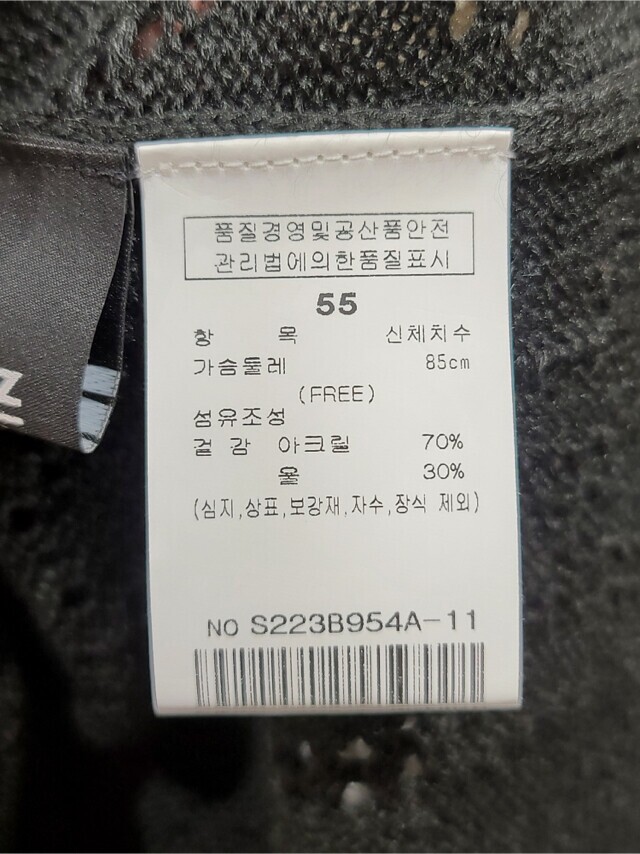 품질경영및공산품안전
관리법에의한품질표시
55
항 목 신체치수
가슴둘레 85cm
(FREE)
섬유조성
겉 감 아크릴 70%
울 30%
(심지,상표,보강재,자수,장식 제외)
NO S223B954A-11